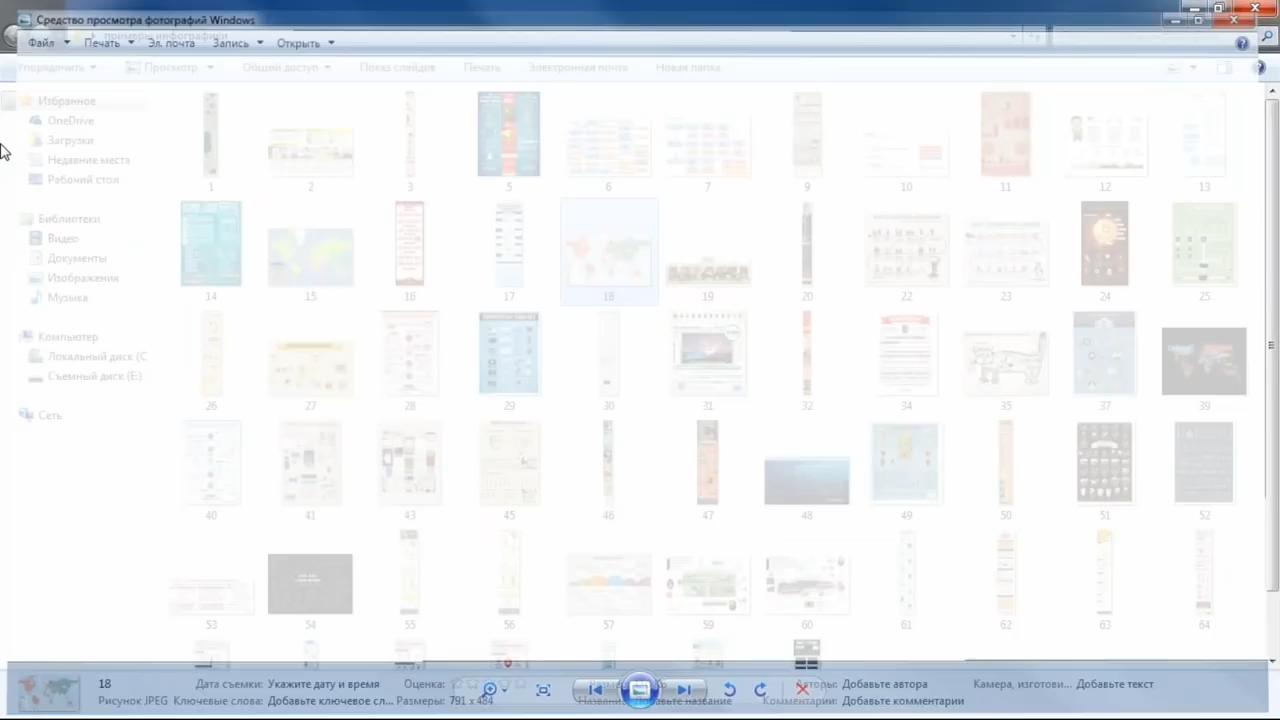 Средство просмотра фотографий Windows
примеры инфографики
Файл Печать Эл. почта Запись Открыть
Упорядочить Просмотр Общий доступ Показ слайдов Печать Электронная почта Новая папка
Избранное
OneDrive
Загрузки
Недавние места
Рабочий стол
Библиотеки
Видео
Документы
Изображения
Музыка
Компьютер
Локальный диск (C
Съемный диск (E:)
Сеть
1 2 3 5 6 7 9 10 11 12 13
14 15 16 17 18 19 20 22 23 24 25
26 27 28 29 30 31 32 34 35 37 39
40 41 43 45 46 47 48 49 50 51 52
53 54 55 56 57 59 60 61 62 63 64
18 Дата съемки: Укажите дату и время Оценка: Авторы: Добавьте автора Камера, изготови... Добавьте текст
Рисунок JPEG Ключевые слова: Добавьте ключевое сл... Размеры: 791 x 484 Название: Добавьте название Комментарии: Добавьте комментарии